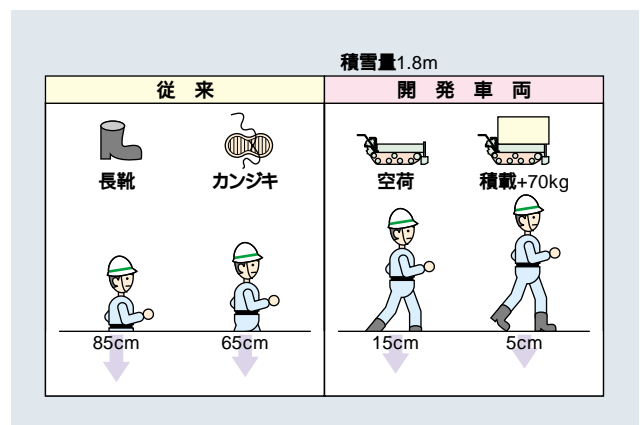 積雪量1.8m
従来
開発車両
長靴
カンジキ
空荷
積載+70kg
85cm
65cm
15cm
5cm